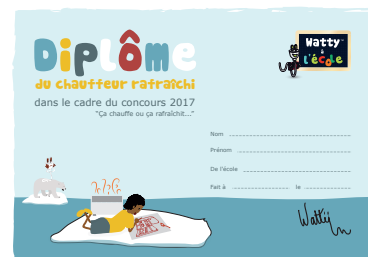 Diplôme
du chauffeur rafraîchi
dans le cadre du concours 2017
"Ça chauffe ou ça rafraîchit..."
Watty
à
l'école
Nom
Prénom
De l'école
Fait à le
Watty